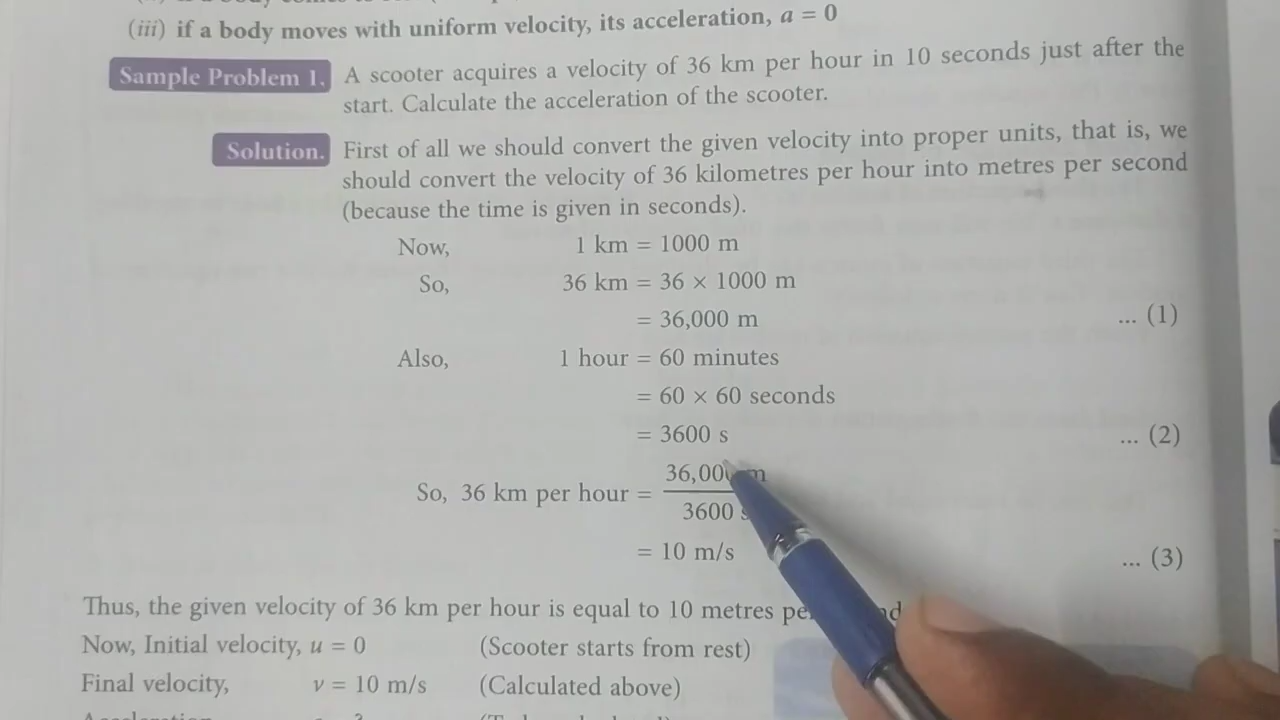 (iii) if a body moves with uniform velocity, its acceleration, a = 0
Sample Problem 1. A scooter acquires a velocity of 36 km per hour in 10 seconds just after the
start. Calculate the acceleration of the scooter.
Solution. First of all we should convert the given velocity into proper units, that is, we
should convert the velocity of 36 kilometres per hour into metres per second
(because the time is given in seconds).
Now, 1 km = 1000 m
So, 36 km = 36 × 1000 m
= 36,000 m ... (1)
Also, 1 hour = 60 minutes
= 60 × 60 seconds
= 3600 s ... (2)
So, 36 km per hour = 36,000 m
3600 s
= 10 m/s ... (3)
Thus, the given velocity of 36 km per hour is equal to 10 metres
Now, Initial velocity, u = 0 (Scooter starts from rest)
Final velocity, v = 10 m/s (Calculated above)